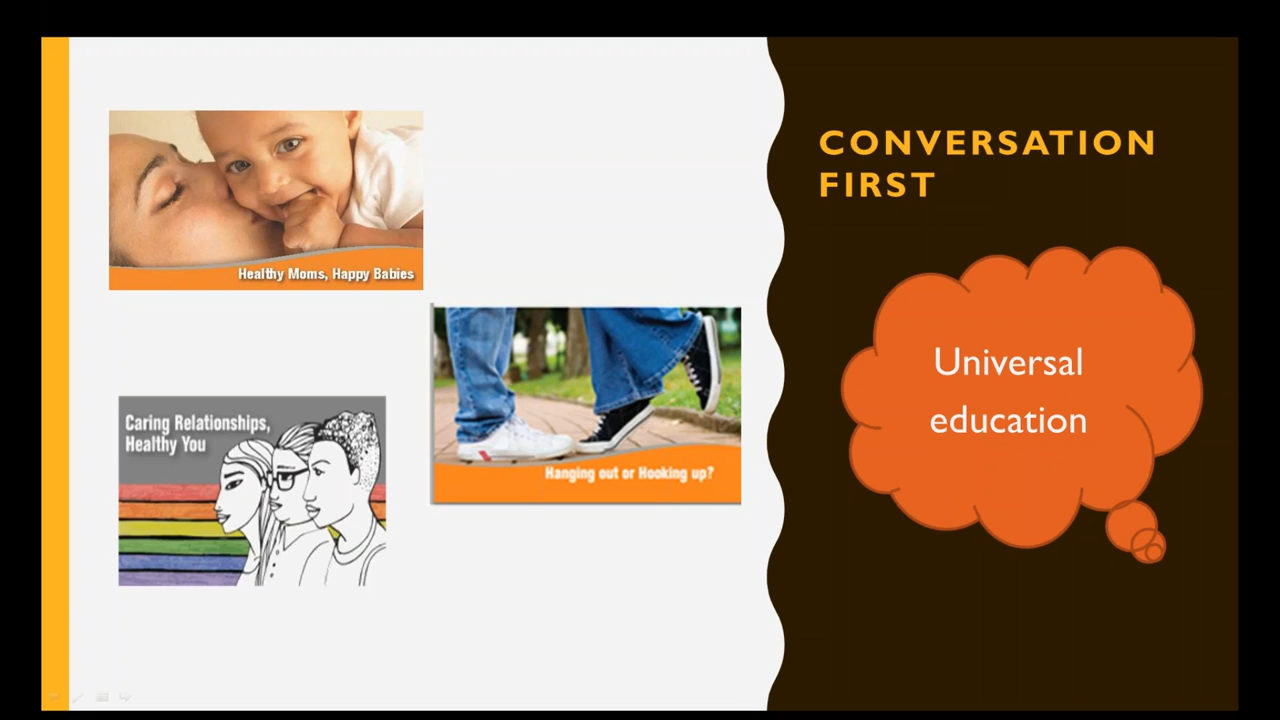 Healthy Moms, Happy Babies
Hanging out or Hooking up?
Caring Relationships,
Healthy You
CONVERSATION
FIRST
Universal
education